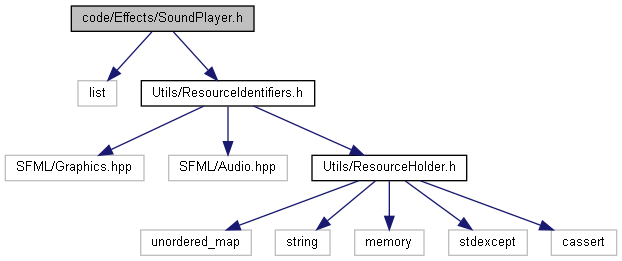 code/Effects/SoundPlayer.h
list
Utils/ResourceIdentifiers.h
SFML/Graphics.hpp
SFML/Audio.hpp
Utils/ResourceHolder.h
unordered_map
string
memory
stdexcept
cassert